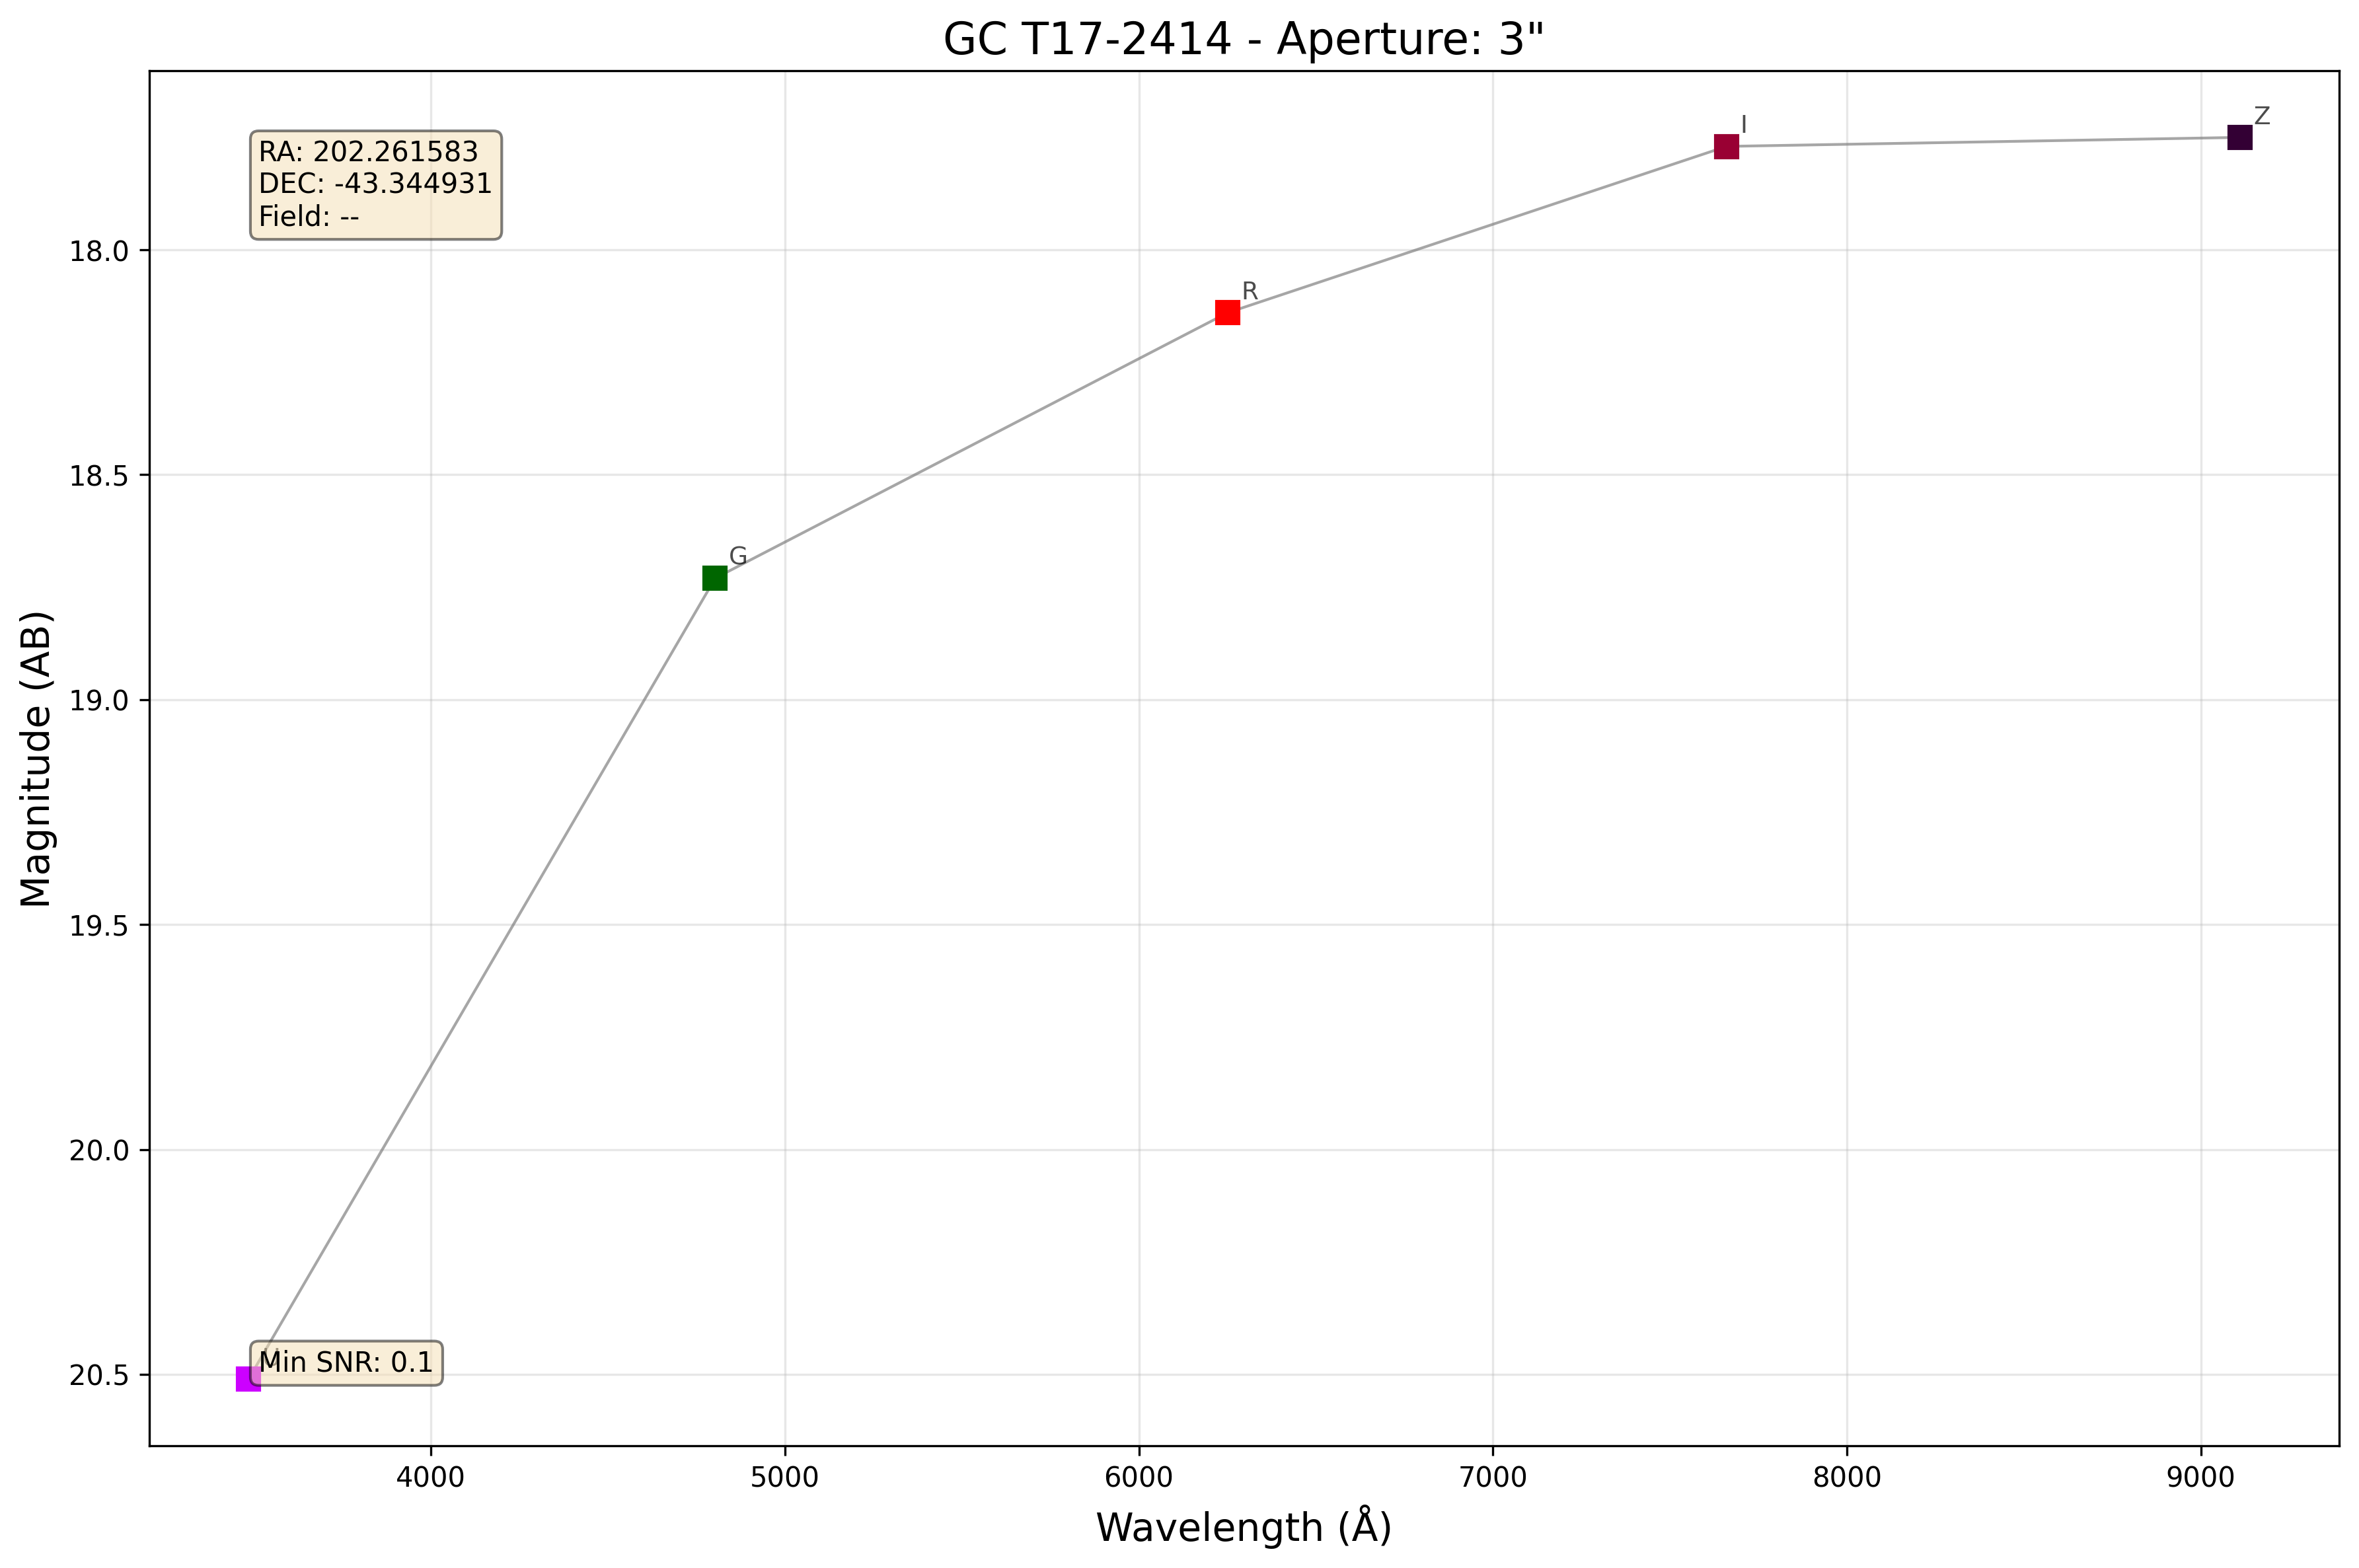 GC T17-2414 - Aperture: 3"
RA: 202.261583
DEC: -43.344931
Field: --
Z
I
R
G
U
Min SNR: 0.1
18.0
18.5
19.0
19.5
20.0
20.5
Magnitude (AB)
4000 5000 6000 7000 8000 9000
Wavelength (Å)